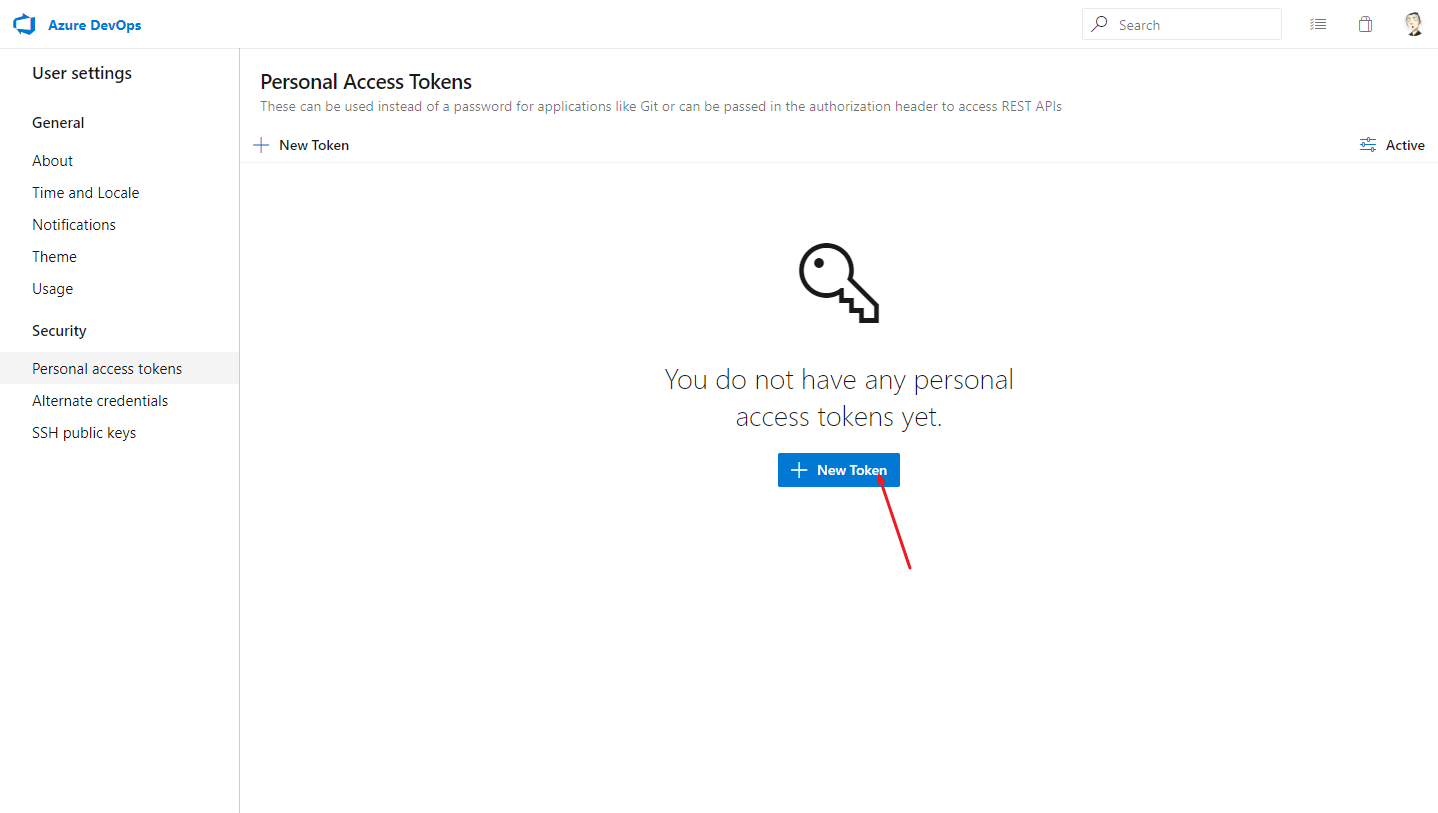 Azure DevOps
Search
User settings
General
About
Time and Locale
Notifications
Theme
Usage
Security
Personal access tokens
Alternate credentials
SSH public keys
Personal Access Tokens
These can be used instead of a password for applications like Git or can be passed in the authorization header to access REST APIs
New Token
Active
You do not have any personal
access tokens yet.
New Token